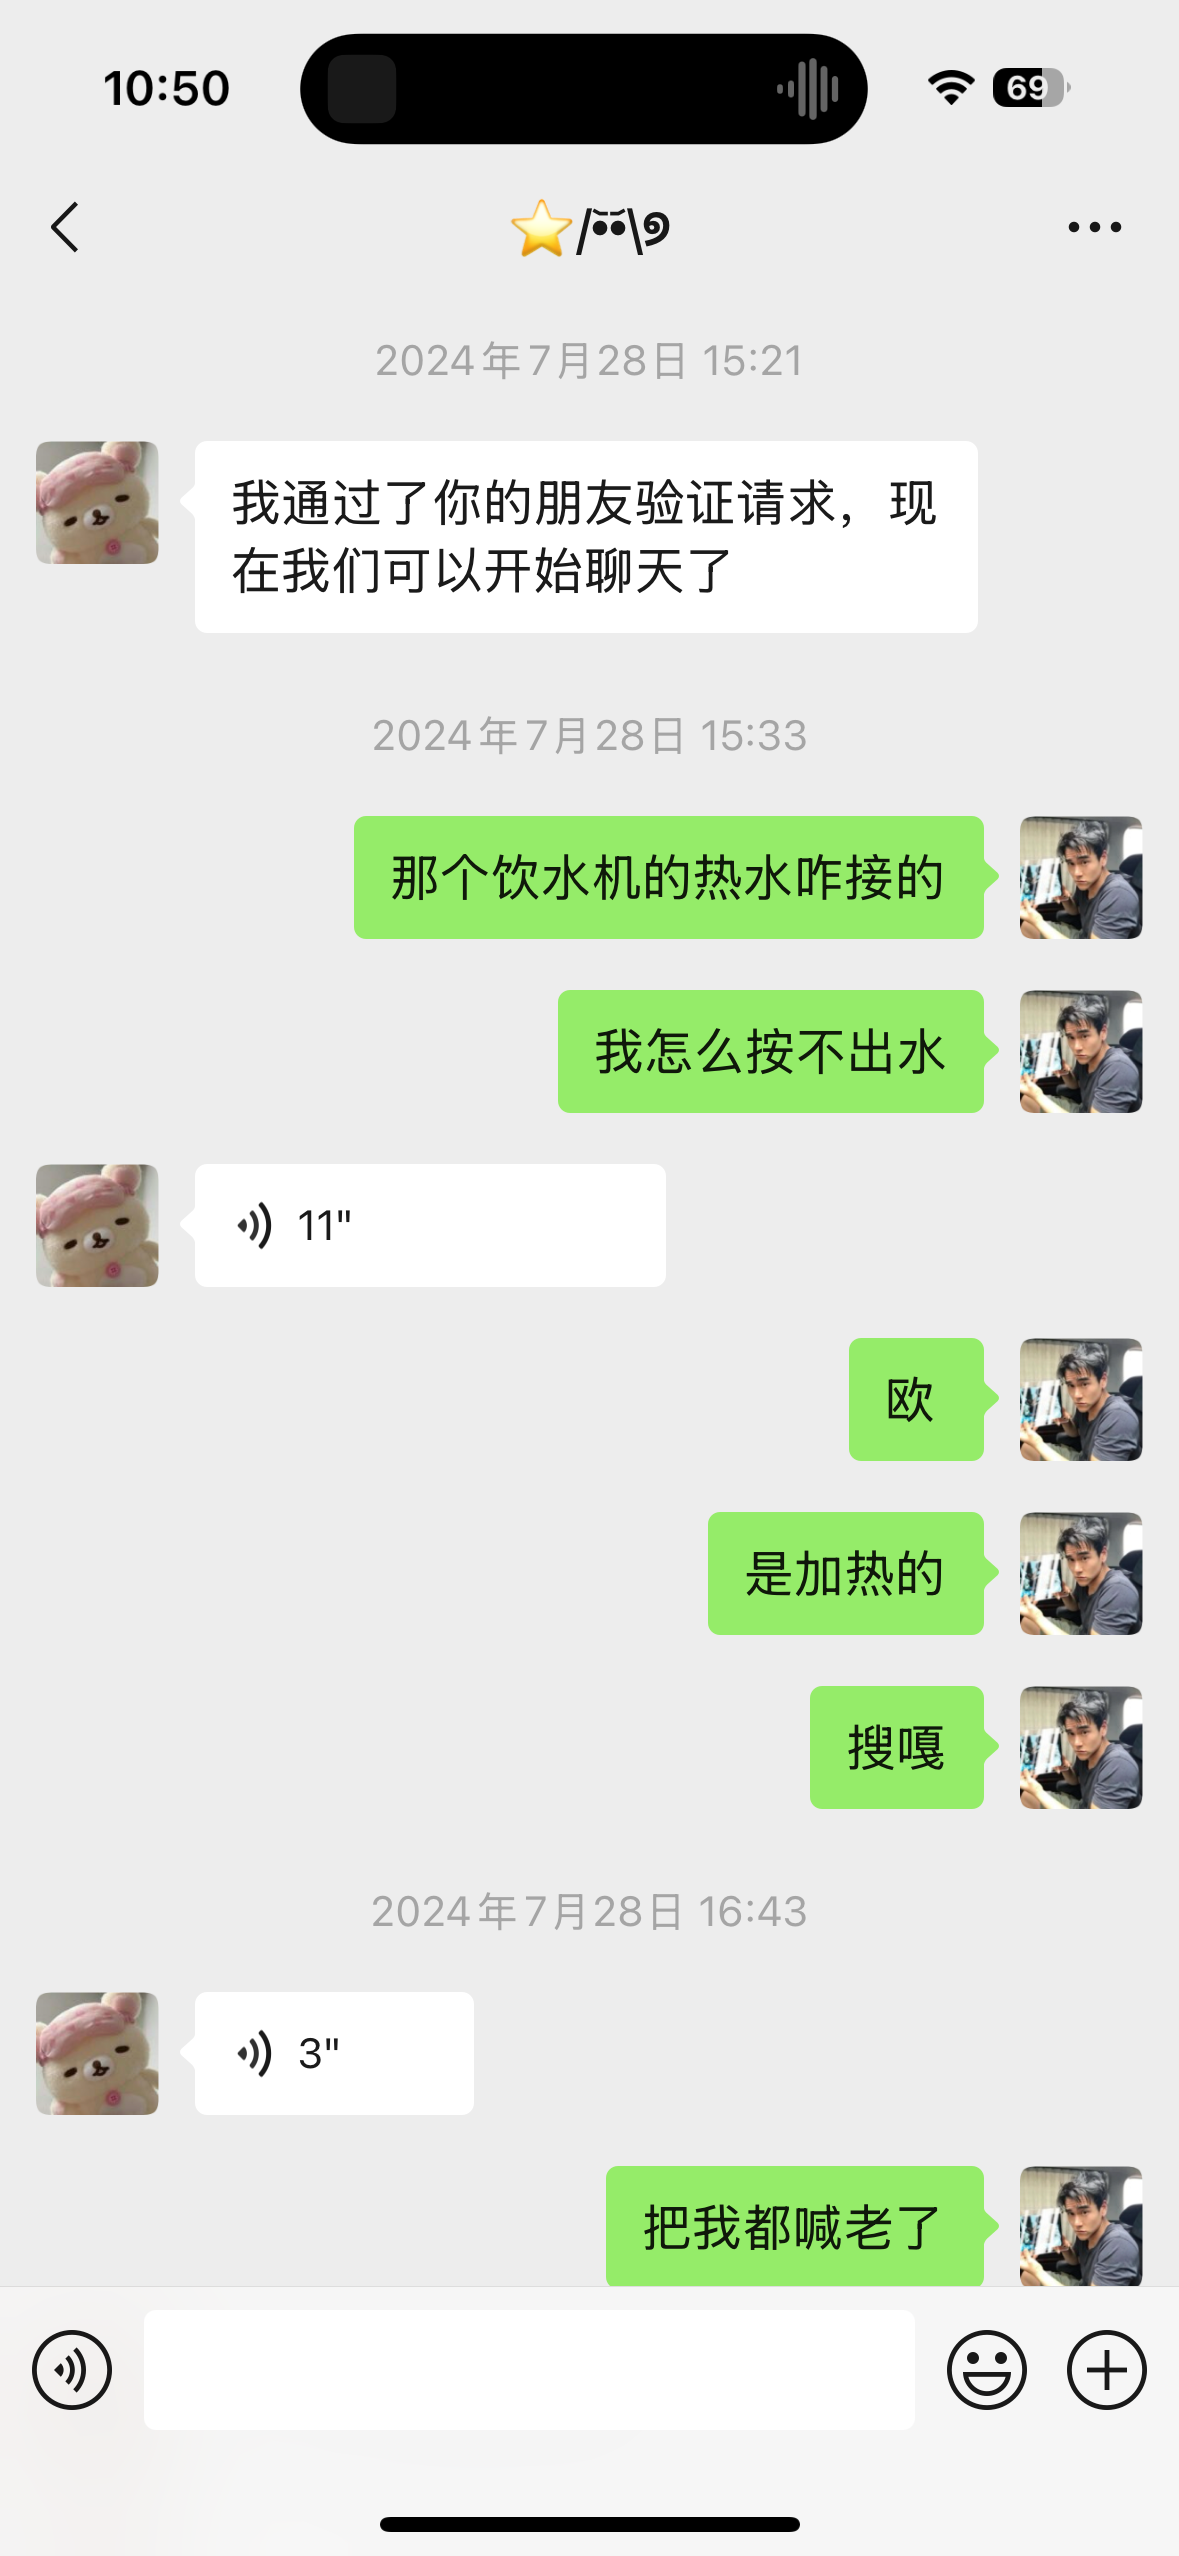 10:50
69
⭐/•̆•̆\୨
2024年7月28日 15:21
我通过了你的朋友验证请求，现
在我们可以开始聊天了
2024年7月28日 15:33
那个饮水机的热水咋接的
我怎么按不出水
11"
欧
是加热的
搜嘎
2024年7月28日 16:43
3"
把我都喊老了